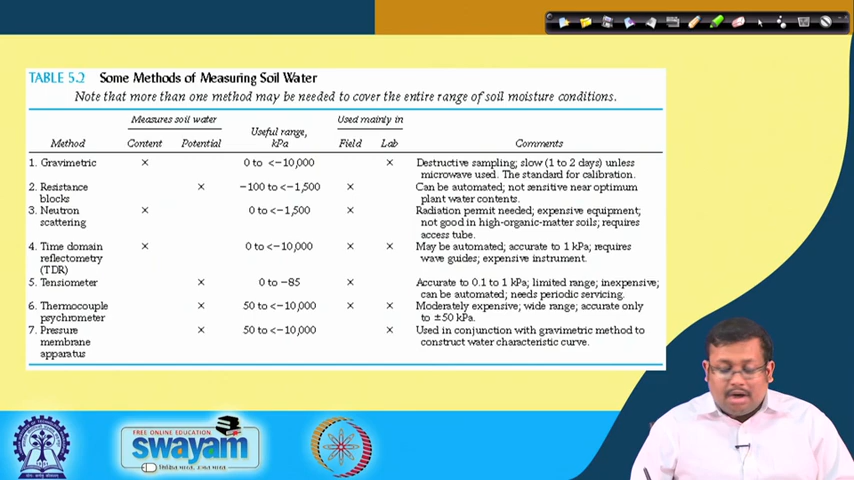 TABLE 5.2 Some Methods of Measuring Soil Water
Note that more than one method may be needed to cover the entire range of soil moisture conditions.
Measures soil water Useful range, kPa Used mainly in
Method Content Potential Field Lab Comments
1. Gravimetric × 0 to <−10,000 × Destructive sampling; slow (1 to 2 days) unless
microwave used. The standard for calibration.
2. Resistance × −100 to <−1,500 × Can be automated; not sensitive near optimum
blocks plant water contents.
3. Neutron × 0 to <−1,500 × Radiation permit needed; expensive equipment;
scattering not good in high-organic-matter soils; requires
access tube.
4. Time domain × 0 to <−10,000 × × May be automated; accurate to 1 kPa; requires
reflectometry wave guides; expensive instrument.
(TDR)
5. Tensiometer × 0 to −85 × Accurate to 0.1 to 1 kPa; limited range; inexpensive;
can be automated; needs periodic servicing.
6. Thermocouple × 50 to <−10,000 × × Moderately expensive; wide range; accurate only
psychrometer to ±50 kPa.
7. Pressure × 50 to <−10,000 × Used in conjunction with gravimetric method to
membrane construct water characteristic curve.
apparatus
FREE ONLINE EDUCATION
swayam